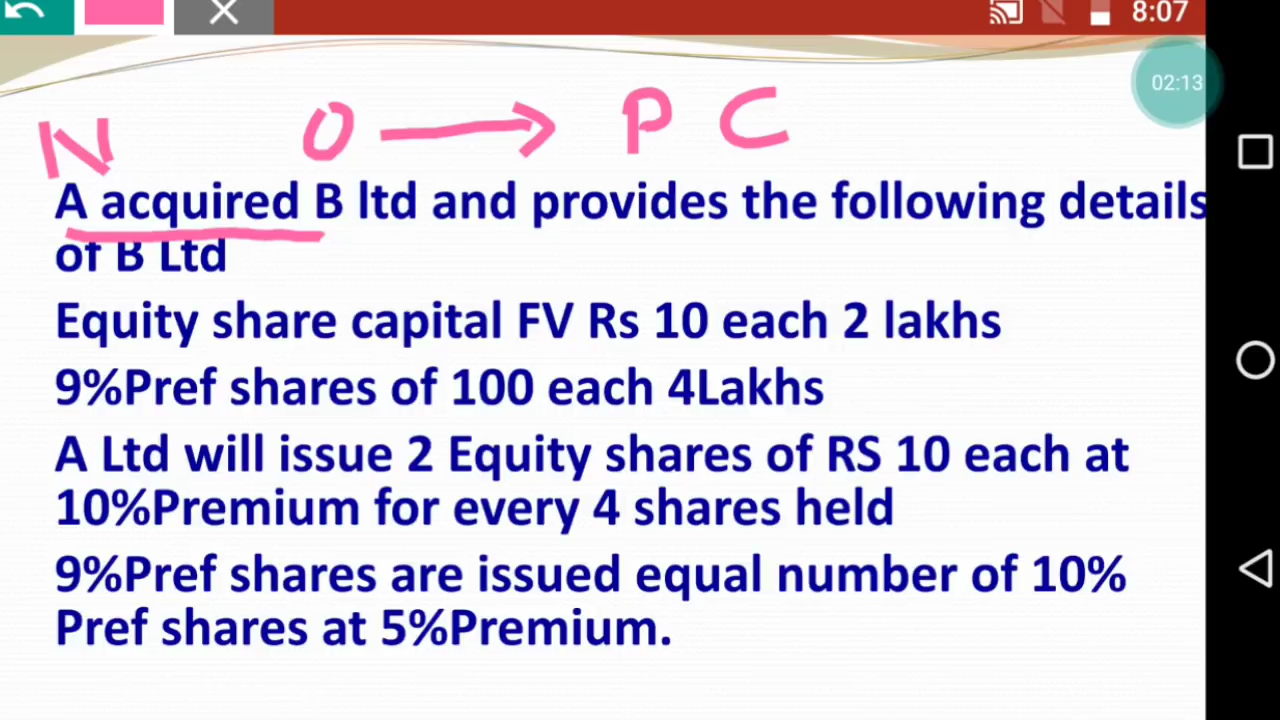 8:07
02:13
N O → P C
A acquired B ltd and provides the following details
of B Ltd
Equity share capital FV Rs 10 each 2 lakhs
9%Pref shares of 100 each 4Lakhs
A Ltd will issue 2 Equity shares of RS 10 each at
10%Premium for every 4 shares held
9%Pref shares are issued equal number of 10%
Pref shares at 5%Premium.